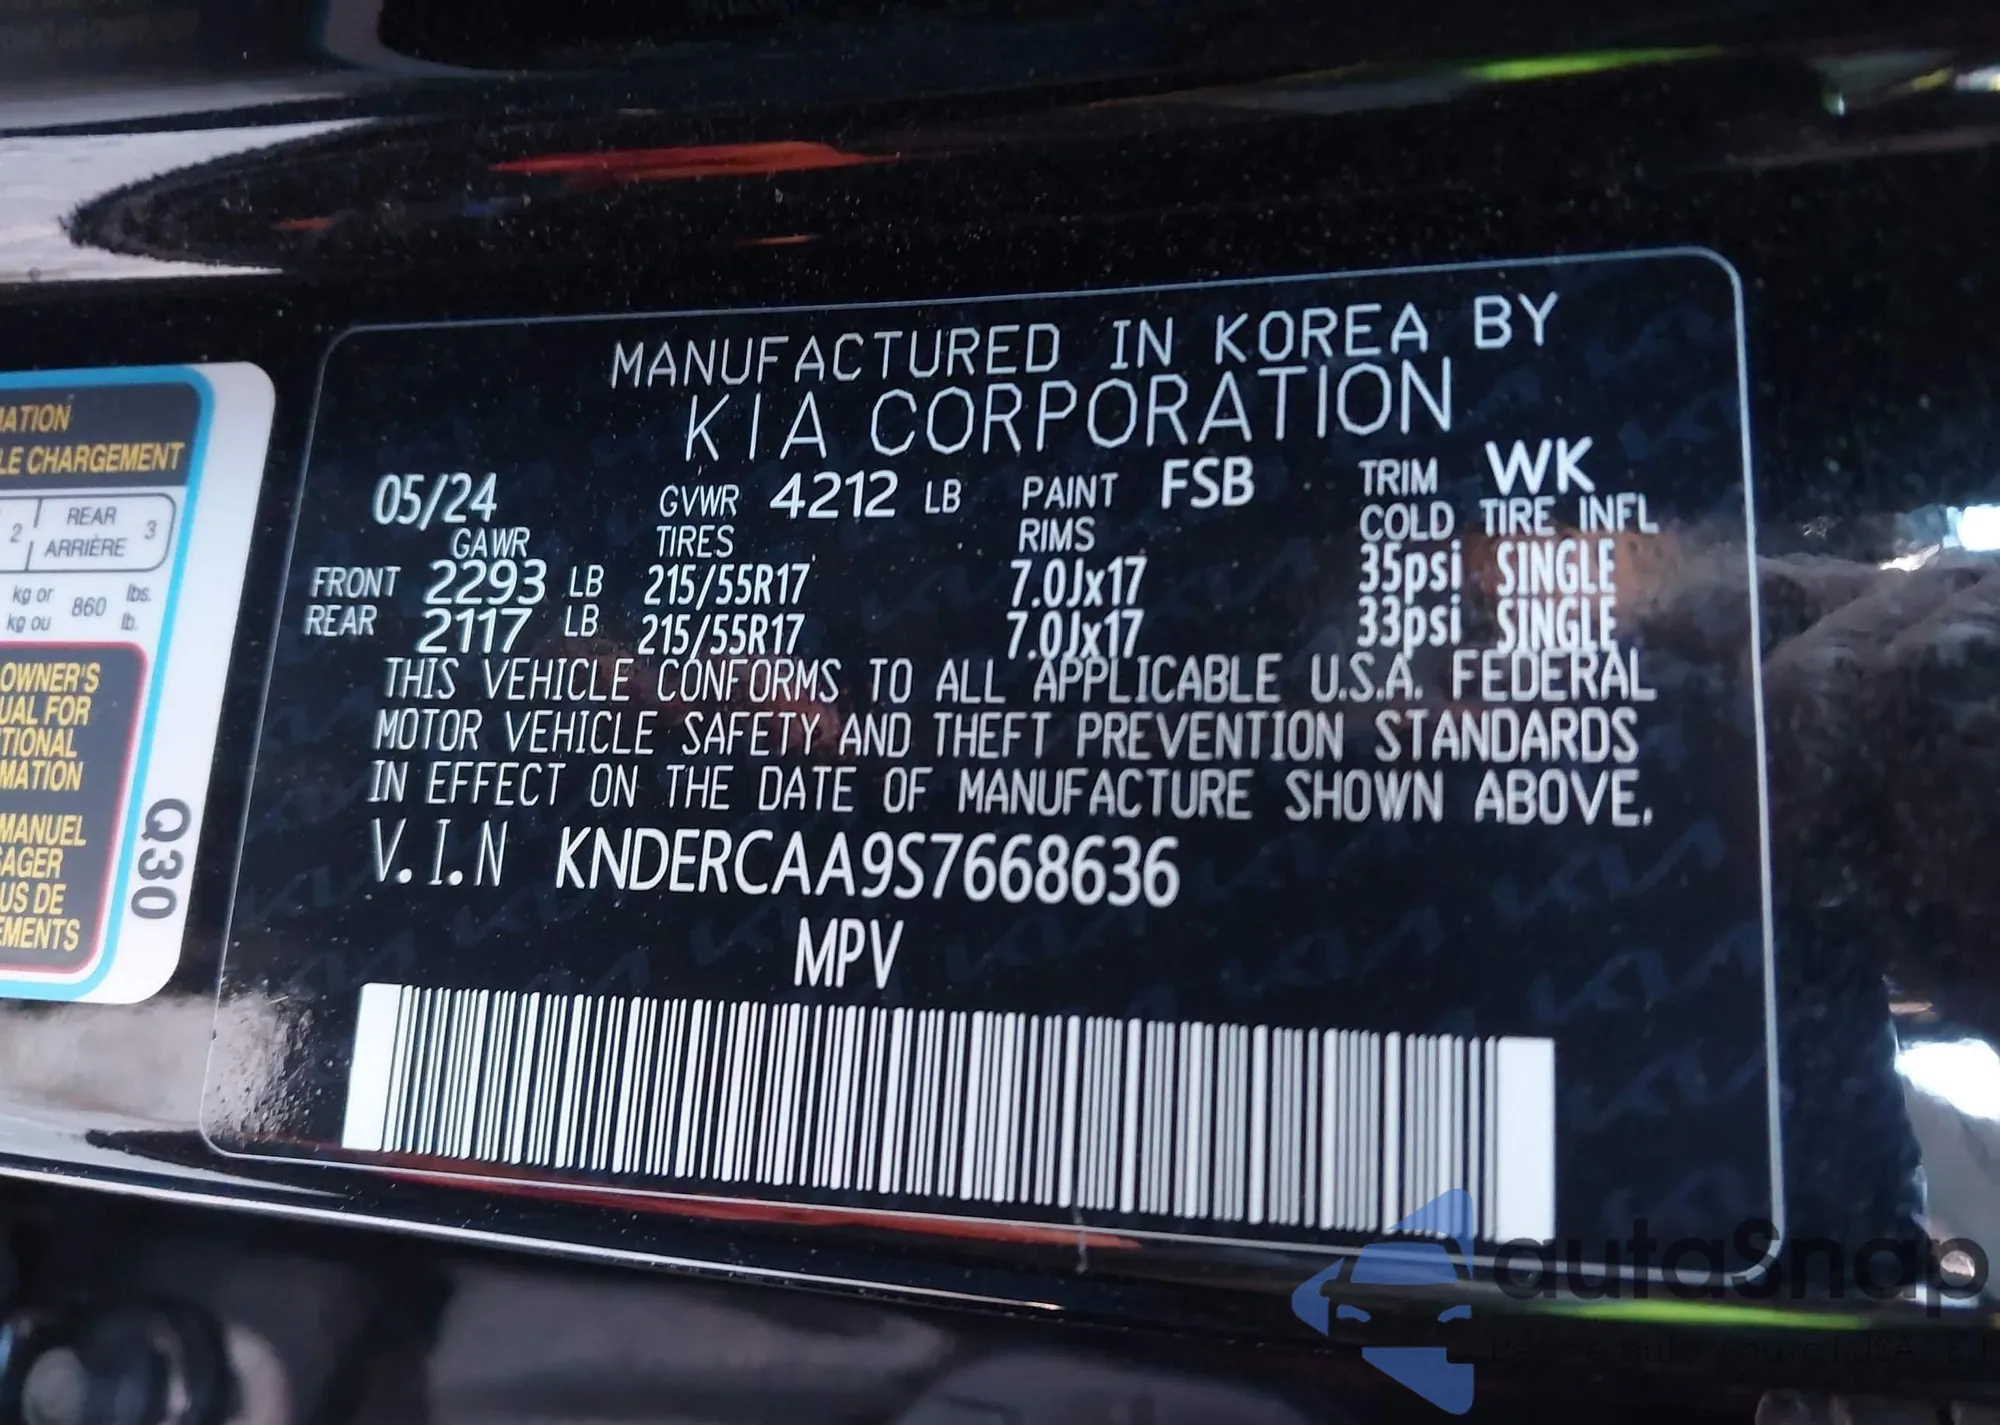 MANUFACTURED IN KOREA BY
KIA CORPORATION
05/24 GVWR 4212 LB PAINT FSB TRIM WK
GAWR TIRES RIMS COLD TIRE INFL
FRONT 2293 LB 215/55R17 7.0Jx17 35psi SINGLE
REAR 2117 LB 215/55R17 7.0Jx17 33psi SINGLE
THIS VEHICLE CONFORMS TO ALL APPLICABLE U.S.A. FEDERAL
MOTOR VEHICLE SAFETY AND THEFT PREVENTION STANDARDS
IN EFFECT ON THE DATE OF MANUFACTURE SHOWN ABOVE.
V.I.N KNDERCAA9S7668636
MPV
MATION
LE CHARGEMENT
2 REAR 3
ARRIÈRE
kg or 860 lbs.
kg ou lb.
OWNER'S
UAL FOR
TIONAL
MATION
MANUEL
SAGER
US DE
EMENTS
Q30
autaSnap